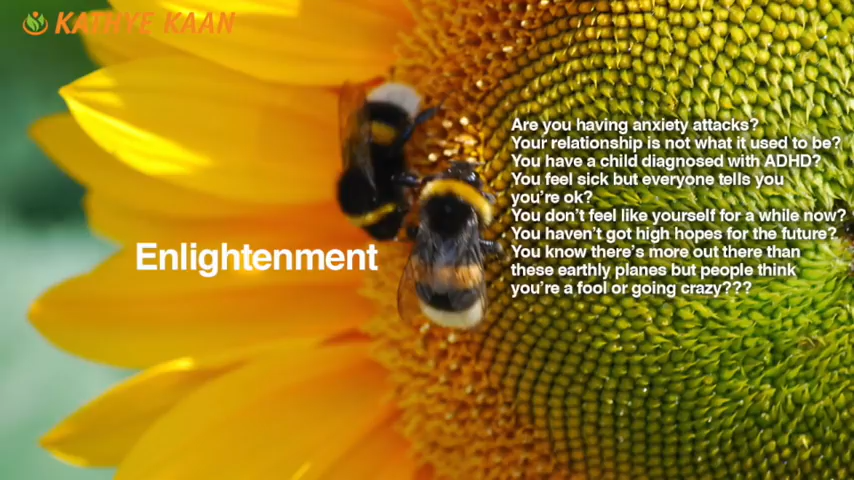 KATHYE KAAN
Enlightenment
Are you having anxiety attacks?
Your relationship is not what it used to be?
You have a child diagnosed with ADHD?
You feel sick but everyone tells you
you're ok?
You don't feel like yourself for a while now?
You haven't got high hopes for the future?
You know there's more out there than
these earthly planes but people think
you're a fool or going crazy???